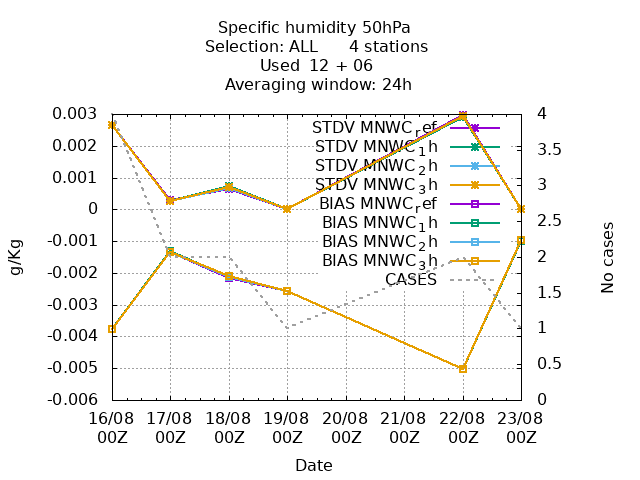 Specific humidity 50hPa
Selection: ALL 4 stations
Used 12 + 06
Averaging window: 24h
0.003
0.002
0.001
0
-0.001
-0.002
-0.003
-0.004
-0.005
-0.006
g/Kg
4
3.5
3
2.5
2
1.5
1
0.5
0
No cases
STDV MNWC_ref
STDV MNWC_1h
STDV MNWC_2h
STDV MNWC_3h
BIAS MNWC_ref
BIAS MNWC_1h
BIAS MNWC_2h
BIAS MNWC_3h
CASES
16/08 17/08 18/08 19/08 20/08 21/08 22/08 23/08
00Z 00Z 00Z 00Z 00Z 00Z 00Z 00Z
Date